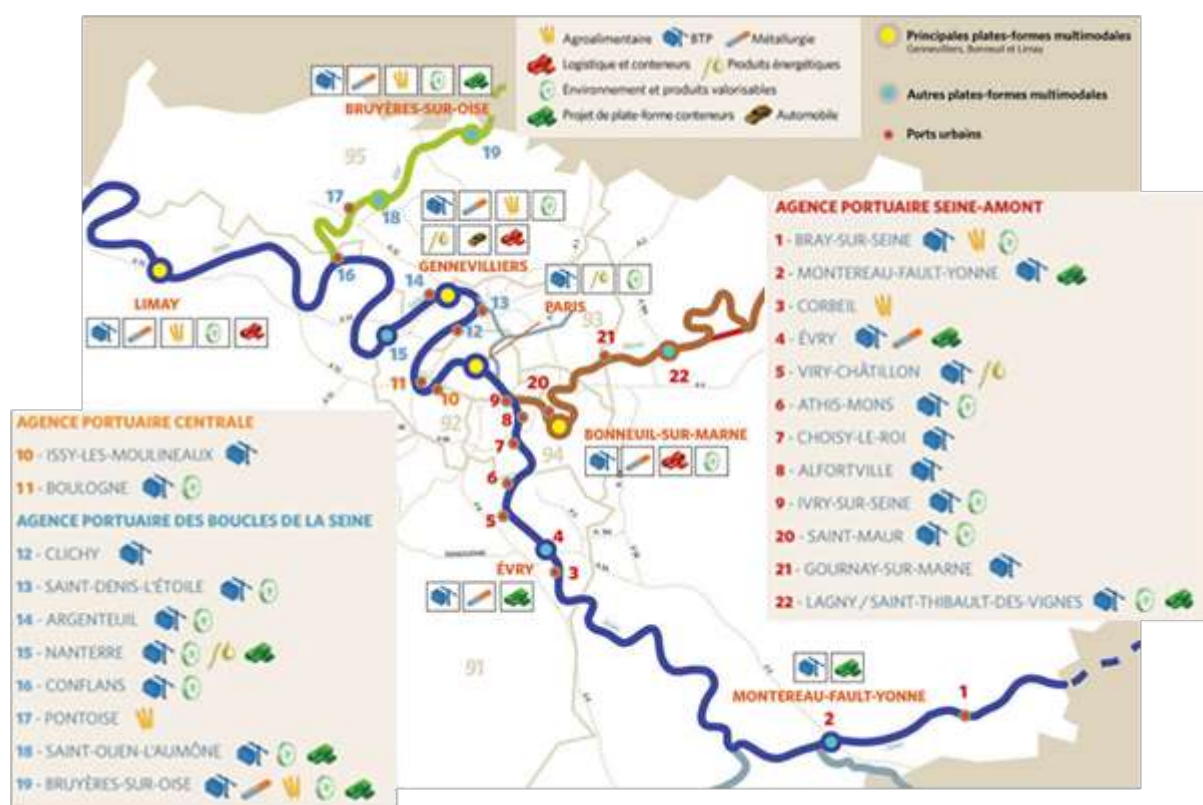 Agroalimentaire
BTP
Métallurgie
Logistique et conteneurs
Produits énergétiques
Environnement et produits valorisables
Projet de plate-forme conteneurs
Automobile
Principales plates-formes multimodales
Gennevilliers, Bonneuil et Limay
Autres plates-formes multimodales
Ports urbains
BRUYÈRES-SUR-OISE
95
19
17
18
16
GENNEVILLIERS
14
13
12
PARIS
93
LIMAY
15
11
10
92
21
22
20
9
8
7
6
5
BONNEUIL-SUR-MARNE
94
4
ÉVRY
3
91
MONTEREAU-FAULT-YONNE
2
1
AGENCE PORTUAIRE SEINE-AMONT
1 - BRAY-SUR-SEINE
2 - MONTEREAU-FAULT-YONNE
3 - CORBEIL
4 - ÉVRY
5 - VIRY-CHÂTILLON
6 - ATHIS-MONS
7 - CHOISY-LE-ROI
8 - ALFORTVILLE
9 - IVRY-SUR-SEINE
20 - SAINT-MAUR
21 - GOURNAY-SUR-MARNE
22 - LAGNY / SAINT-THIBAULT-DES-VIGNES
AGENCE PORTUAIRE CENTRALE
10 - ISSY-LES-MOULINEAUX
11 - BOULOGNE
AGENCE PORTUAIRE DES BOUCLES DE LA SEINE
12 - CLICHY
13 - SAINT-DENIS-L'ÉTOILE
14 - ARGENTEUIL
15 - NANTERRE
16 - CONFLANS
17 - PONTOISE
18 - SAINT-OUEN-L'AUMÔNE
19 - BRUYÈRES-SUR-OISE